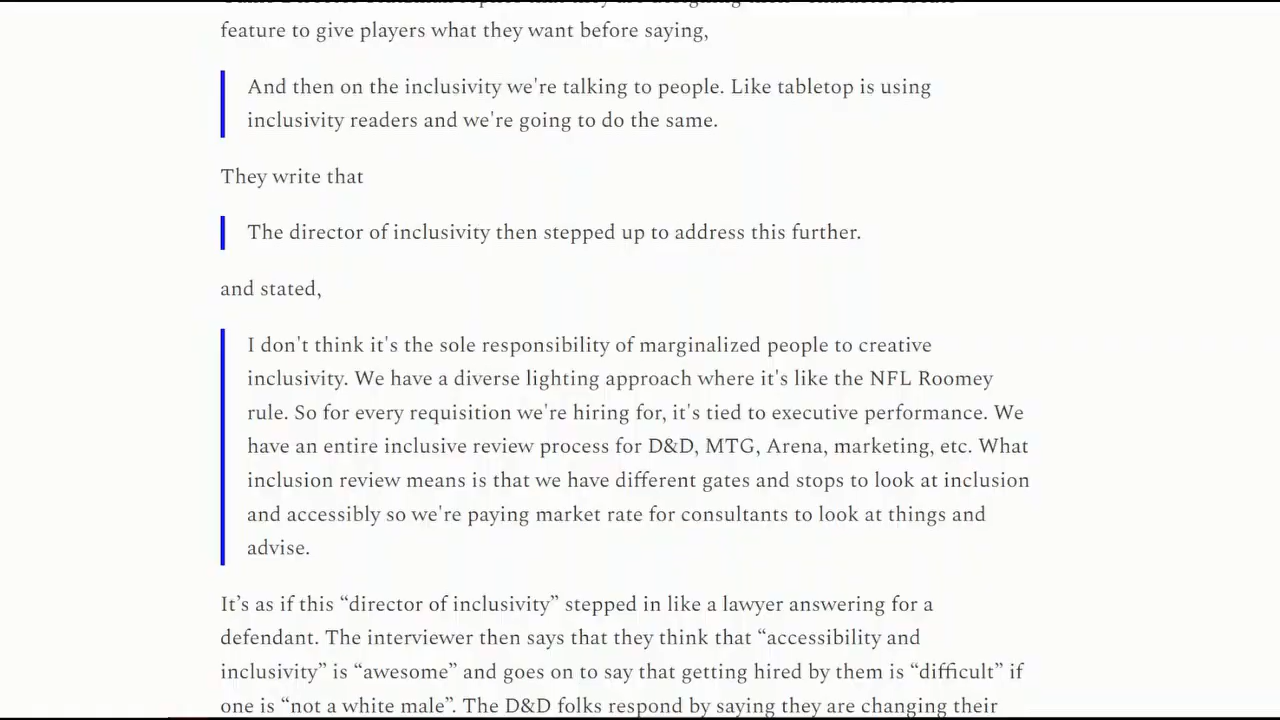 feature to give players what they want before saying,
And then on the inclusivity we're talking to people. Like tabletop is using
inclusivity readers and we're going to do the same.
They write that
The director of inclusivity then stepped up to address this further.
and stated,
I don't think it's the sole responsibility of marginalized people to creative
inclusivity. We have a diverse lighting approach where it's like the NFL Roomey
rule. So for every requisition we're hiring for, it's tied to executive performance. We
have an entire inclusive review process for D&D, MTG, Arena, marketing, etc. What
inclusion review means is that we have different gates and stops to look at inclusion
and accessibly so we're paying market rate for consultants to look at things and
advise.
It’s as if this “director of inclusivity” stepped in like a lawyer answering for a
defendant. The interviewer then says that they think that “accessibility and
inclusivity” is “awesome” and goes on to say that getting hired by them is “difficult” if
one is “not a white male”. The D&D folks respond by saying they are changing their